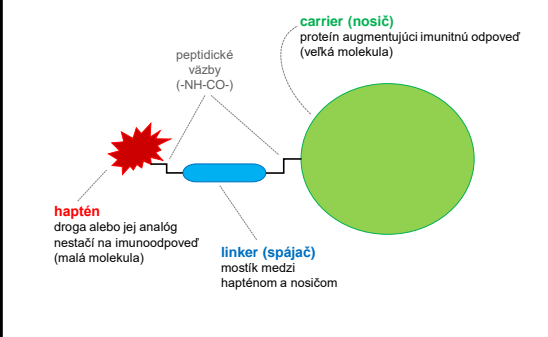 carrier (nosič)
proteín augmentujúci imunitnú odpoveď
(veľká molekula)
peptidické
väzby
(-NH-CO-)
haptén
droga alebo jej analóg
nestačí na imunoodpoveď
(malá molekula)
linker (spájač)
mostík medzi
hapténom a nosičom